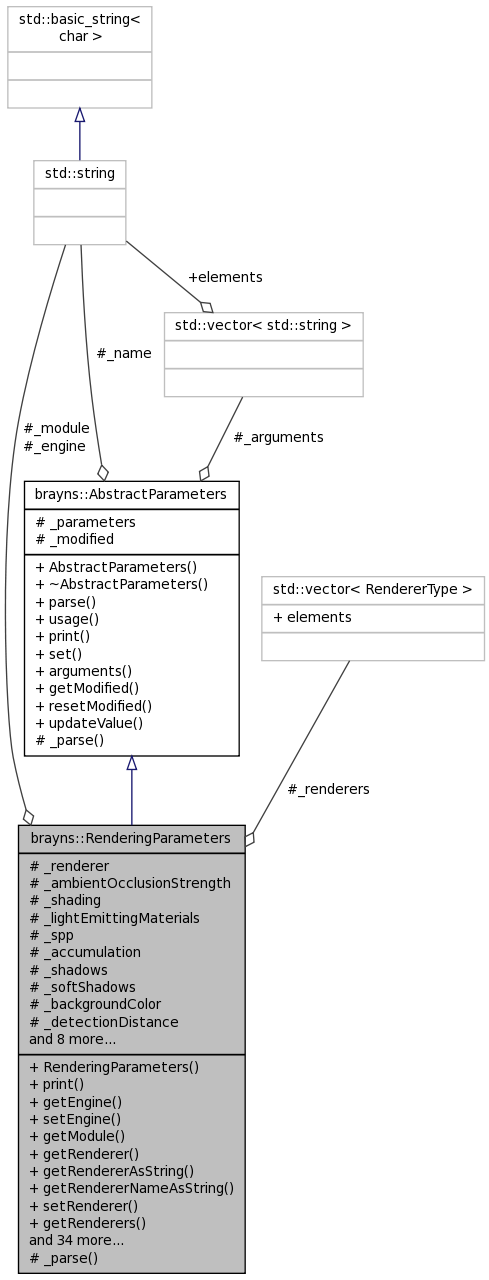 std::basic_string<
char >
std::string
+elements
std::vector< std::string >
#_name
#_module
#_engine
#_arguments
brayns::AbstractParameters
# _parameters
# _modified
+ AbstractParameters()
+ ~AbstractParameters()
+ parse()
+ usage()
+ print()
+ set()
+ arguments()
+ getModified()
+ resetModified()
+ updateValue()
# _parse()
std::vector< RendererType >
+ elements
#_renderers
brayns::RenderingParameters
# _renderer
# _ambientOcclusionStrength
# _shading
# _lightEmittingMaterials
# _spp
# _accumulation
# _shadows
# _softShadows
# _backgroundColor
# _detectionDistance
and 8 more...
+ RenderingParameters()
+ print()
+ getEngine()
+ setEngine()
+ getModule()
+ getRenderer()
+ getRendererAsString()
+ getRendererNameAsString()
+ setRenderer()
+ getRenderers()
and 34 more...
# _parse()